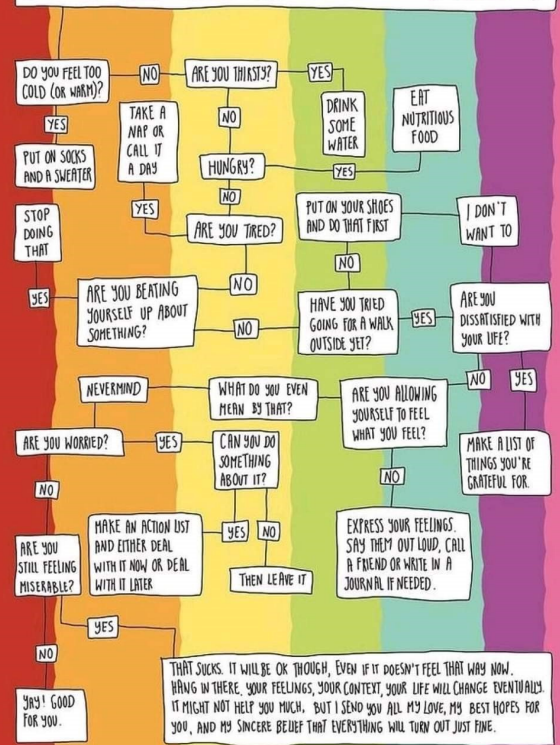 DO YOU FEEL TOO
COLD (OR WARM)?
NO
ARE YOU THIRSTY?
YES
YES
PUT ON SOCKS
AND A SWEATER
TAKE A
NAP OR
CALL IT
A DAY
NO
DRINK
SOME
WATER
EAT
NUTRITIOUS
FOOD
HUNGRY?
YES
NO
YES
ARE YOU TIRED?
STOP
DOING
THAT
PUT ON YOUR SHOES
AND DO THAT FIRST
I DON'T
WANT TO
NO
NO
YES
ARE YOU BEATING
YOURSELF UP ABOUT
SOMETHING?
NO
HAVE YOU TRIED
GOING FOR A WALK
OUTSIDE YET?
YES
ARE YOU
DISSATISFIED WITH
YOUR LIFE?
NO
YES
NEVERMIND
WHAT DO YOU EVEN
MEAN BY THAT?
ARE YOU ALLOWING
YOURSELF TO FEEL
WHAT YOU FEEL?
MAKE A LIST OF
THINGS YOU'RE
GRATEFUL FOR.
ARE YOU WORRIED?
YES
CAN YOU DO
SOMETHING
ABOUT IT?
NO
NO
ARE YOU
STILL FEELING
MISERABLE?
MAKE AN ACTION LIST
AND EITHER DEAL
WITH IT NOW OR DEAL
WITH IT LATER
YES
NO
THEN LEAVE IT
EXPRESS YOUR FEELINGS.
SAY THEM OUT LOUD, CALL
A FRIEND OR WRITE IN A
JOURNAL IF NEEDED.
YES
NO
YAY! GOOD
FOR YOU.
THAT SUCKS. IT WILL BE OK THOUGH, EVEN IF IT DOESN'T FEEL THAT WAY NOW.
HANG IN THERE. YOUR FEELINGS, YOUR CONTEXT, YOUR LIFE WILL CHANGE EVENTUALLY.
IT MIGHT NOT HELP YOU MUCH, BUT I SEND YOU ALL MY LOVE, MY BEST HOPES FOR
YOU, AND MY SINCERE BELIEF THAT EVERYTHING WILL TURN OUT JUST FINE.